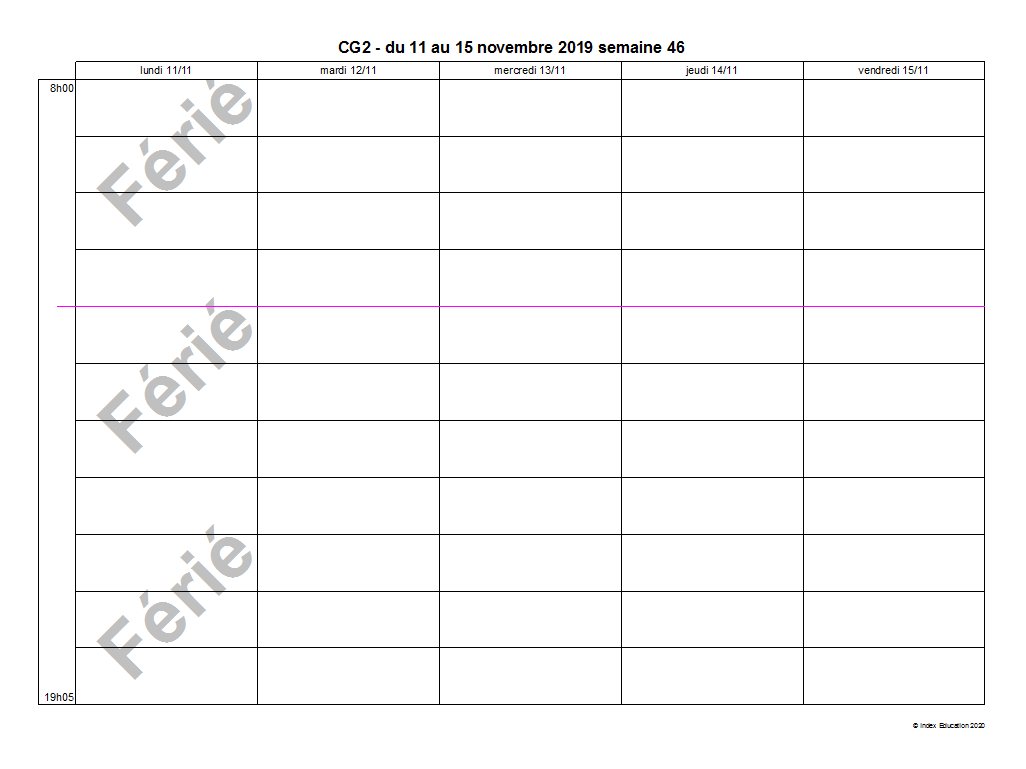 CG2 - du 11 au 15 novembre 2019 semaine 46
lundi 11/11 mardi 12/11 mercredi 13/11 jeudi 14/11 vendredi 15/11
8h00
Férié
Férié
Férié
19h05
© Index Education 2020